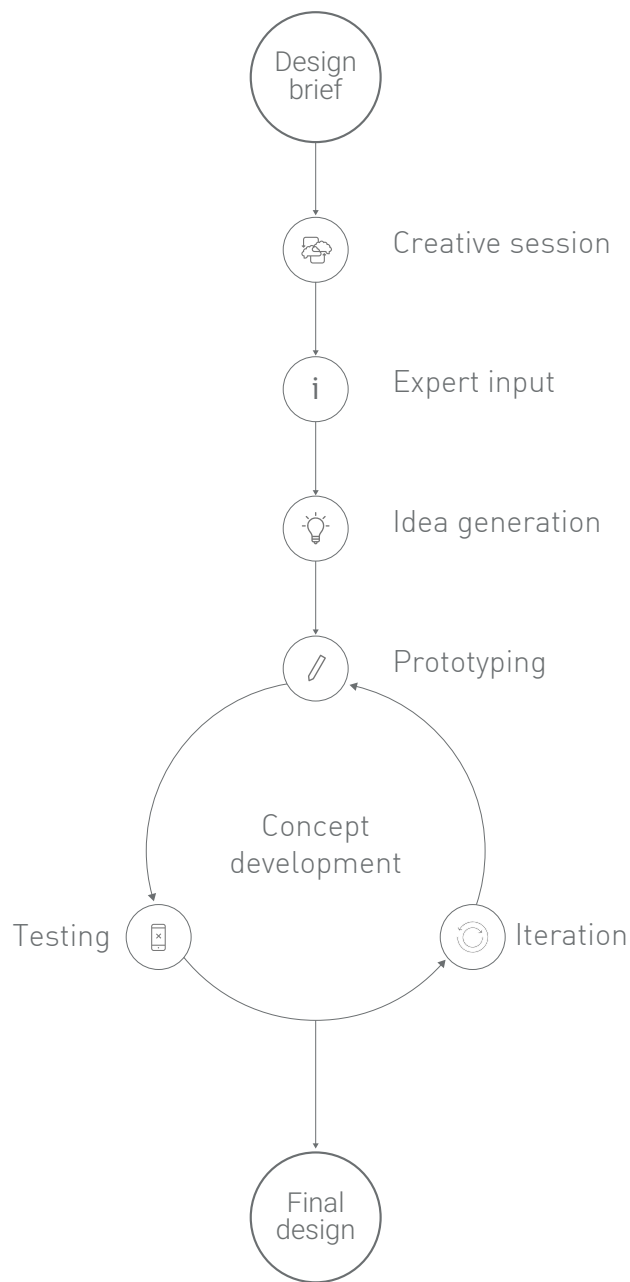 Design
brief
Creative session
i
Expert input
Idea generation
Prototyping
Concept
development
Testing
Iteration
Final
design